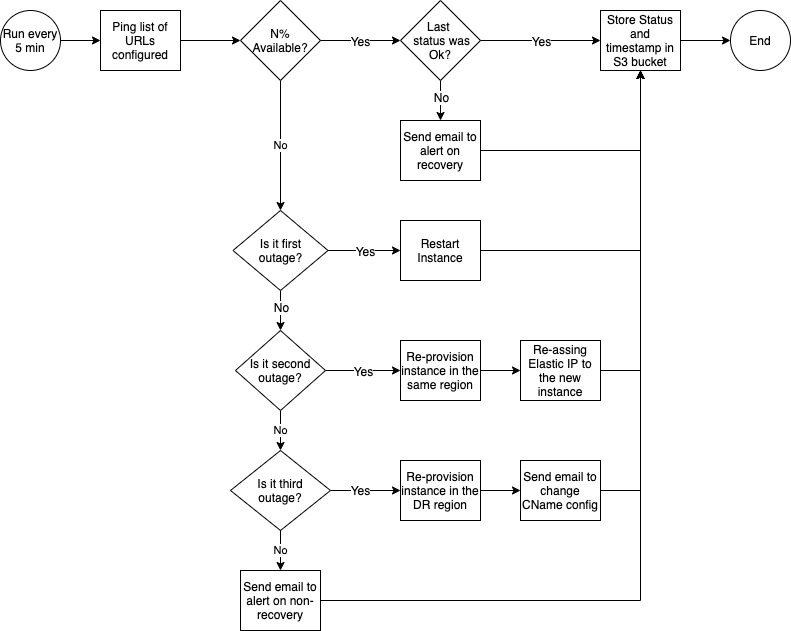 Run every
5 min
Ping list of
URLs
configured
N%
Available?
Yes
Last
status was
Ok?
Yes
Store Status
and
timestamp in
S3 bucket
End
No
Send email to
alert on
recovery
No
Is it first
outage?
Yes
Restart
Instance
No
Is it second
outage?
Yes
Re-provision
instance in the
same region
Re-assing
Elastic IP to
the new
instance
No
Is it third
outage?
Yes
Re-provision
instance in the
DR region
Send email to
change
CName config
No
Send email to
alert on non-
recovery